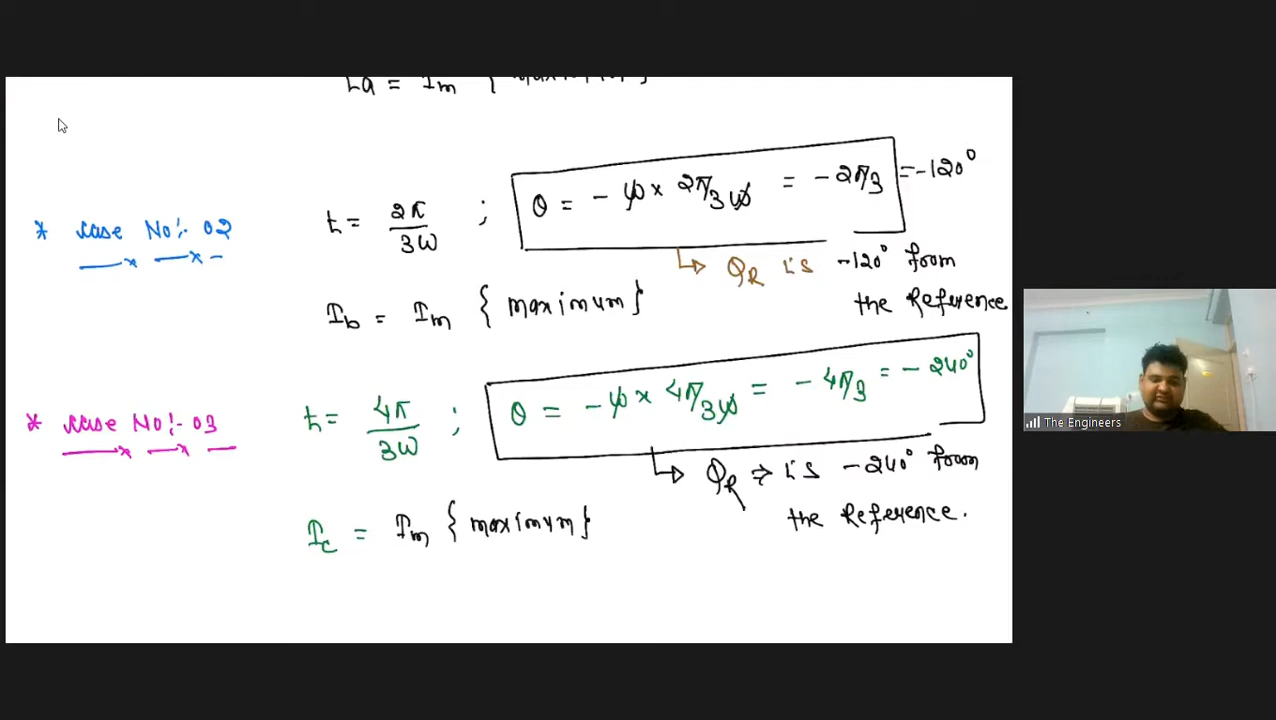 Ia = Im {
t = 2π/3ω ; θ = -ω × 2π/3ω = -2π/3 = -120°
* Case No:- 02
↳ ΦR is -120° from
the Reference
Ib = Im {maximum}
* Case No:- 03
t = 4π/3ω ; θ = -ω × 4π/3ω = -4π/3 = -240°
↳ ΦR ⇒ is -240° from
the Reference.
Ic = Im {maximum}
The Engineers